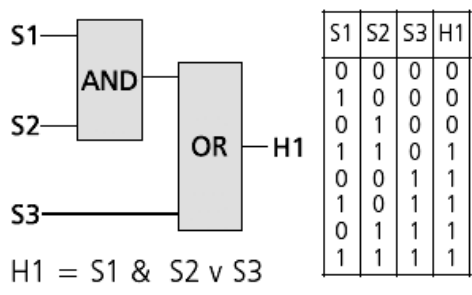 S1
AND
S2
OR
H1
S3
H1 = S1 & S2 v S3
S1 S2 S3 H1
0 0 0 0
1 0 0 0
0 1 0 0
1 1 0 1
0 0 1 1
1 0 1 1
0 1 1 1
1 1 1 1